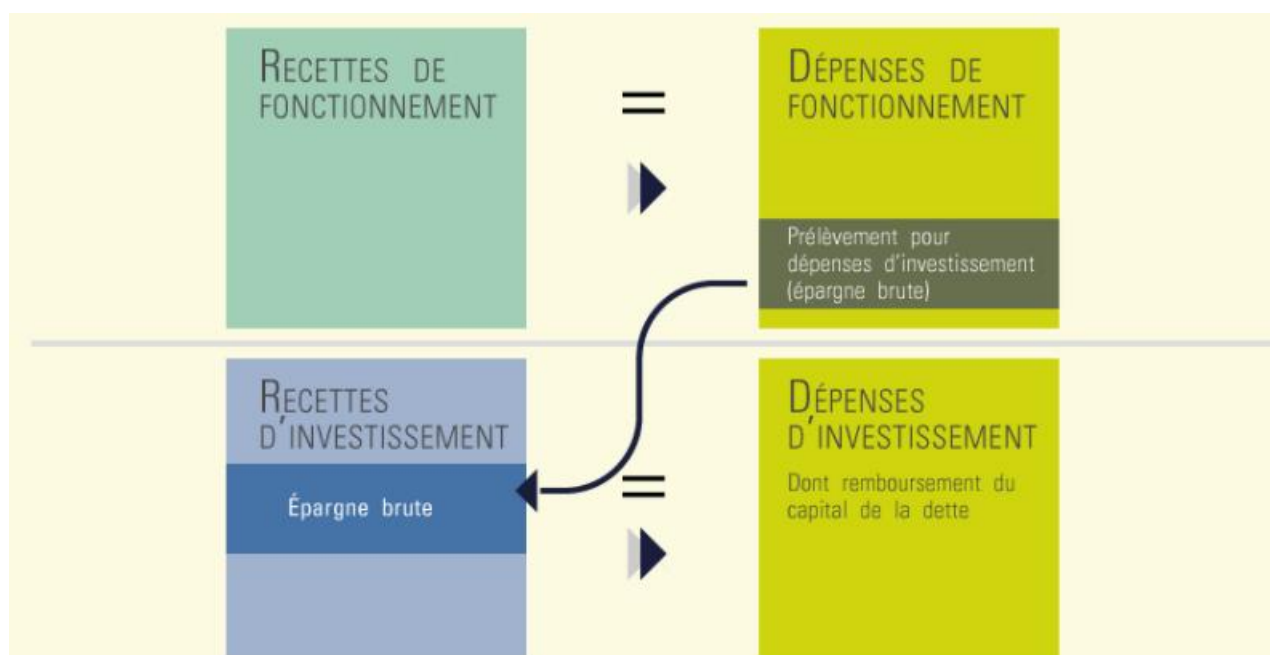 RECETTES DE
FONCTIONNEMENT
=
DÉPENSES DE
FONCTIONNEMENT
Prélèvement pour
dépenses d'investissement
(épargne brute)
RECETTES
D'INVESTISSEMENT
Épargne brute
=
DÉPENSES
D'INVESTISSEMENT
Dont remboursement du
capital de la dette